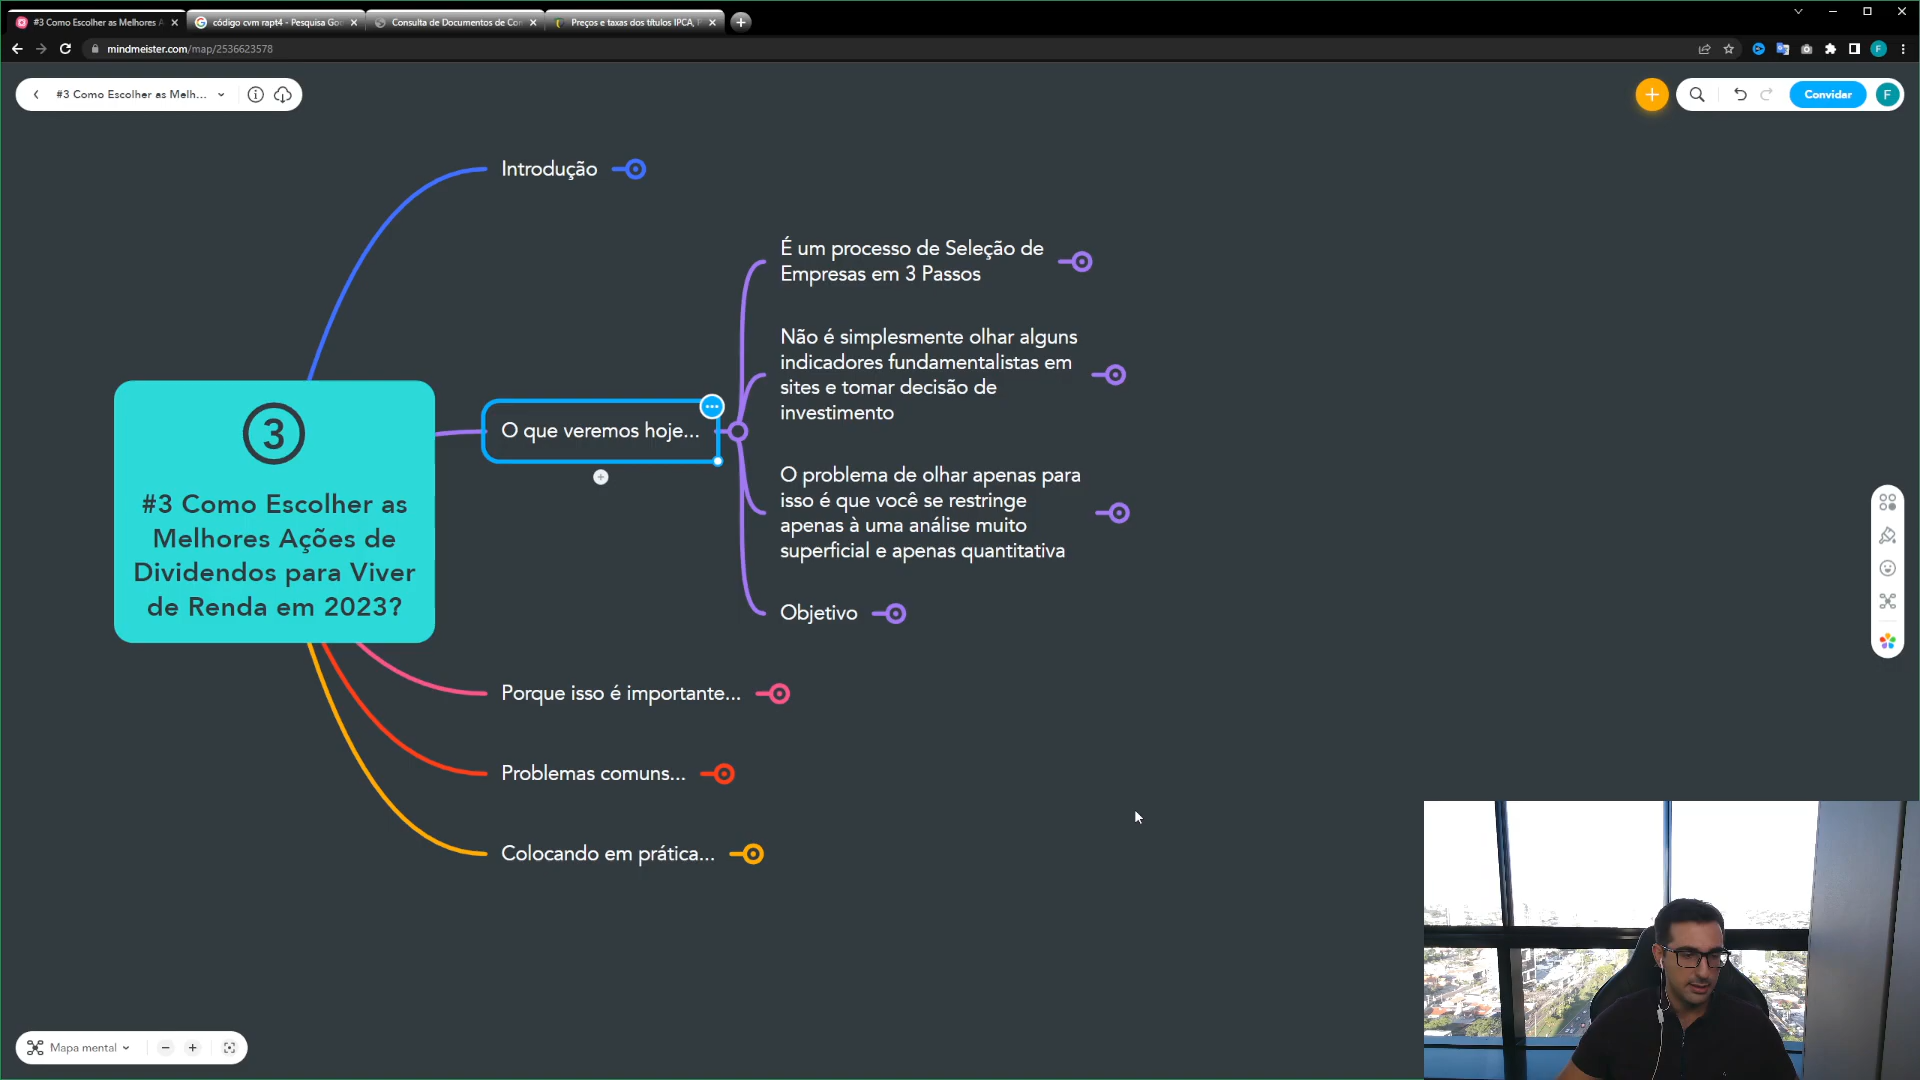 #3 Como Escolher as Melhores A
código cvm rapt4 - Pesquisa Go
Consulta de Documentos de Co
Preços e taxas dos títulos IPCA,
mindmeister.com/map/2536623578
F
#3 Como Escolher as Melh...
Convidar
F
Introdução
É um processo de Seleção de
Empresas em 3 Passos
Não é simplesmente olhar alguns
indicadores fundamentalistas em
sites e tomar decisão de
investimento
O que veremos hoje...
3
#3 Como Escolher as
Melhores Ações de
Dividendos para Viver
de Renda em 2023?
O problema de olhar apenas para
isso é que você se restringe
apenas à uma análise muito
superficial e apenas quantitativa
Objetivo
Porque isso é importante...
Problemas comuns...
Colocando em prática...
Mapa mental